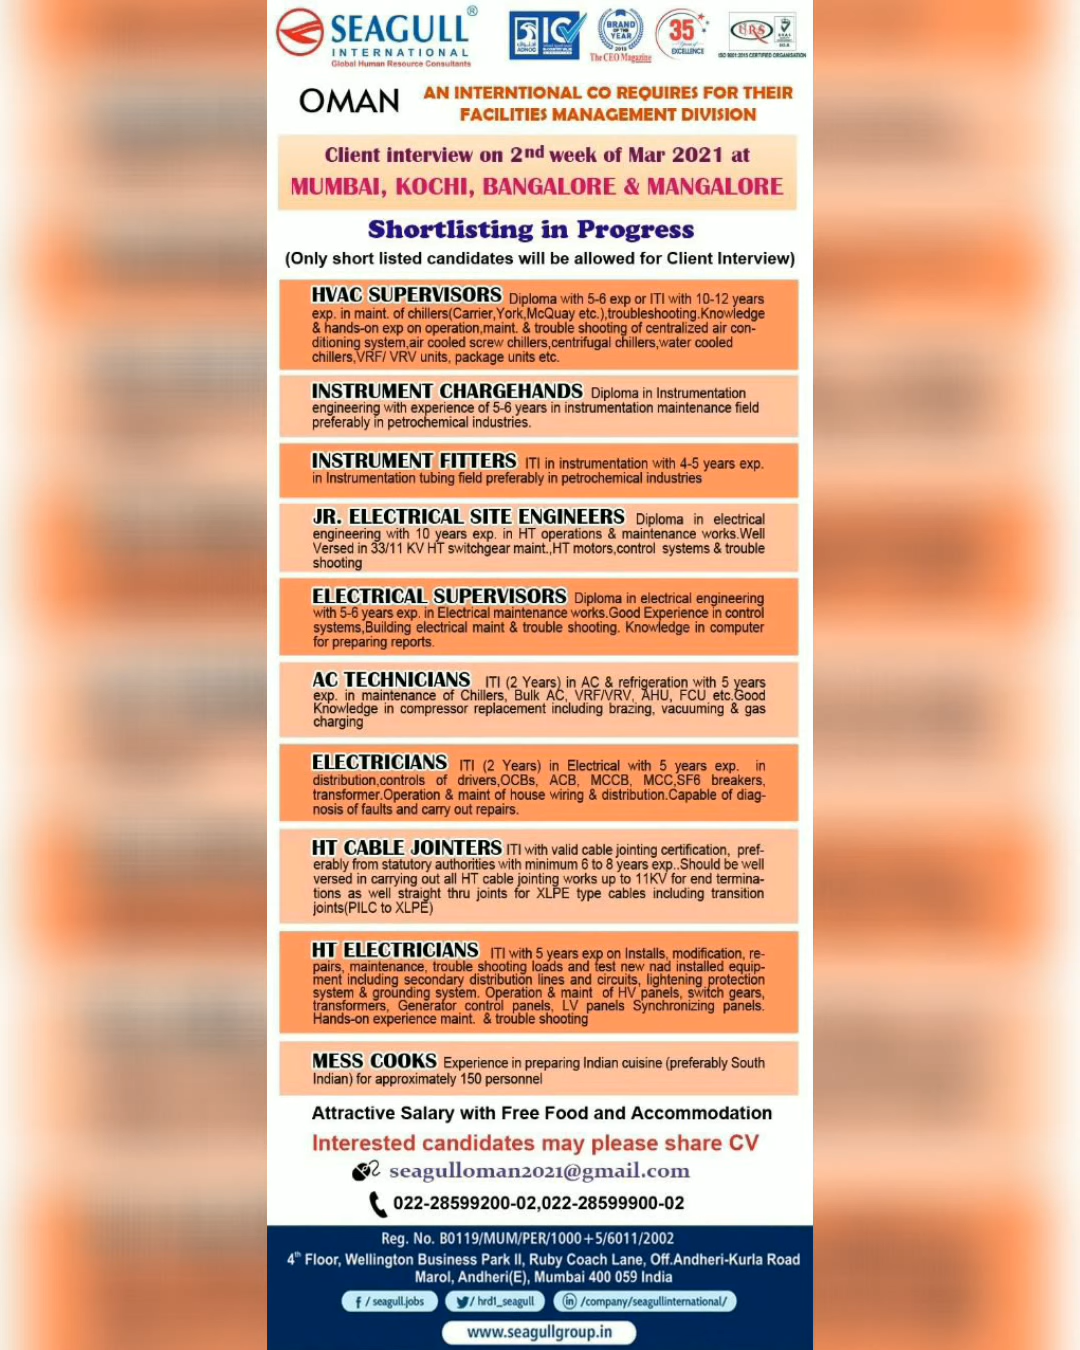 SEAGULL®
INTERNATIONAL
Global Human Resource Consultants
ADNOC
IC
BRAND
OF THE
YEAR
2019
The CEO Magazine
35
Years of
EXCELLENCE
URS
UKAS
ISO 9001:2015 CERTIFIED ORGANISATION
OMAN
AN INTERNTIONAL CO REQUIRES FOR THEIR
FACILITIES MANAGEMENT DIVISION
Client interview on 2nd week of Mar 2021 at
MUMBAI, KOCHI, BANGALORE & MANGALORE
Shortlisting in Progress
(Only short listed candidates will be allowed for Client Interview)
HVAC SUPERVISORS Diploma with 5-6 exp or ITI with 10-12 years
exp. in maint. of chillers(Carrier,York,McQuay etc.),troubleshooting.Knowledge
& hands-on exp on operation,maint. & trouble shooting of centralized air con-
ditioning system,air cooled screw chillers,centrifugal chillers,water cooled
chillers,VRF/ VRV units, package units etc.
INSTRUMENT CHARGEHANDS Diploma in Instrumentation
engineering with experience of 5-6 years in instrumentation maintenance field
preferably in petrochemical industries.
INSTRUMENT FITTERS ITI in instrumentation with 4-5 years exp.
in Instrumentation tubing field preferably in petrochemical industries
JR. ELECTRICAL SITE ENGINEERS Diploma in electrical
engineering with 10 years exp. in HT operations & maintenance works.Well
Versed in 33/11 KV HT switchgear maint.,HT motors,control systems & trouble
shooting
ELECTRICAL SUPERVISORS Diploma in electrical engineering
with 5-6 years exp. in Electrical maintenance works.Good Experience in control
systems,Building electrical maint & trouble shooting. Knowledge in computer
for preparing reports.
AC TECHNICIANS ITI (2 Years) in AC & refrigeration with 5 years
exp. in maintenance of Chillers, Bulk AC, VRF/VRV, AHU, FCU etc.Good
Knowledge in compressor replacement including brazing, vacuuming & gas
charging
ELECTRICIANS ITI (2 Years) in Electrical with 5 years exp. in
distribution,controls of drivers,OCBs, ACB, MCCB, MCC,SF6 breakers,
transformer.Operation & maint of house wiring & distribution.Capable of diag-
nosis of faults and carry out repairs.
HT CABLE JOINTERS ITI with valid cable jointing certification, pref-
erably from statutory authorities with minimum 6 to 8 years exp..Should be well
versed in carrying out all HT cable jointing works up to 11KV for end termina-
tions as well straight thru joints for XLPE type cables including transition
joints(PILC to XLPE)
HT ELECTRICIANS ITI with 5 years exp on Installs, modification, re-
pairs, maintenance, trouble shooting loads and test new nad installed equip-
ment including secondary distribution lines and circuits, lightening protection
system & grounding system. Operation & maint of HV panels, switch gears,
transformers, Generator control panels, LV panels Synchronizing panels.
Hands-on experience maint. & trouble shooting
MESS COOKS Experience in preparing Indian cuisine (preferably South
Indian) for approximately 150 personnel
Attractive Salary with Free Food and Accommodation
Interested candidates may please share CV
seagulloman2021@gmail.com
022-28599200-02,022-28599900-02
Reg. No. B0119/MUM/PER/1000+5/6011/2002
4th Floor, Wellington Business Park II, Ruby Coach Lane, Off.Andheri-Kurla Road
Marol, Andheri(E), Mumbai 400 059 India
f / seagull.jobs
/ hrd1_seagull
in /company/seagullinternational/
www.seagullgroup.in